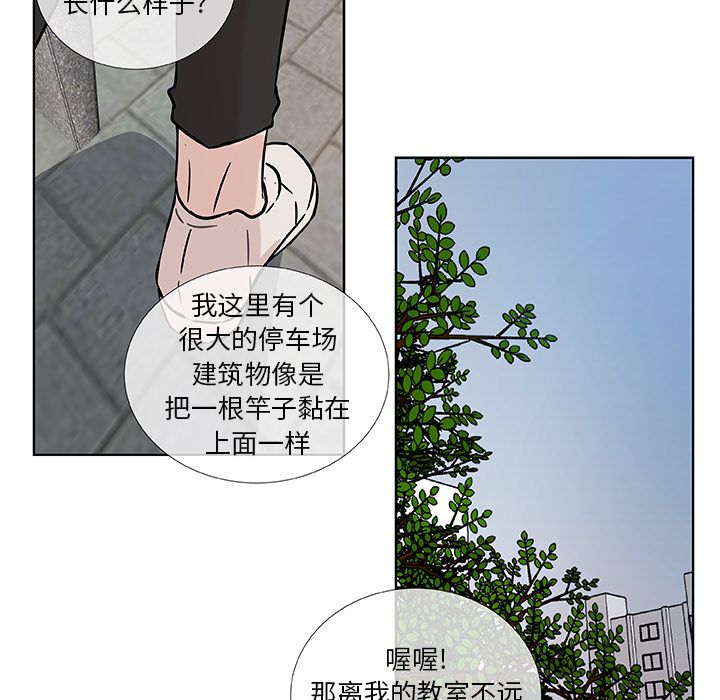 长什么样子?
我这里有个
很大的停车场
建筑物像是
把一根竿子黏在
上面一样
喔喔!
那离我的教室不远